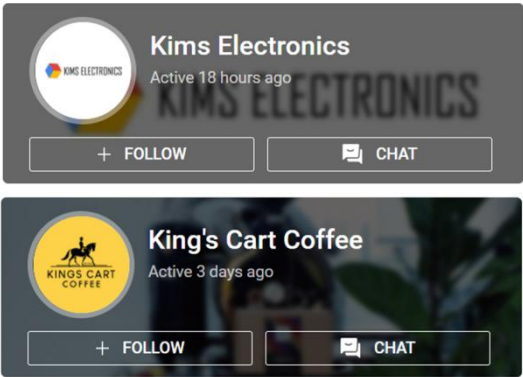 Kims Electronics
Active 18 hours ago
KIMS ELECTRONICS
KIMS ELECTRONICS
+ FOLLOW
CHAT
King's Cart Coffee
Active 3 days ago
KINGS CART
COFFEE
+ FOLLOW
CHAT